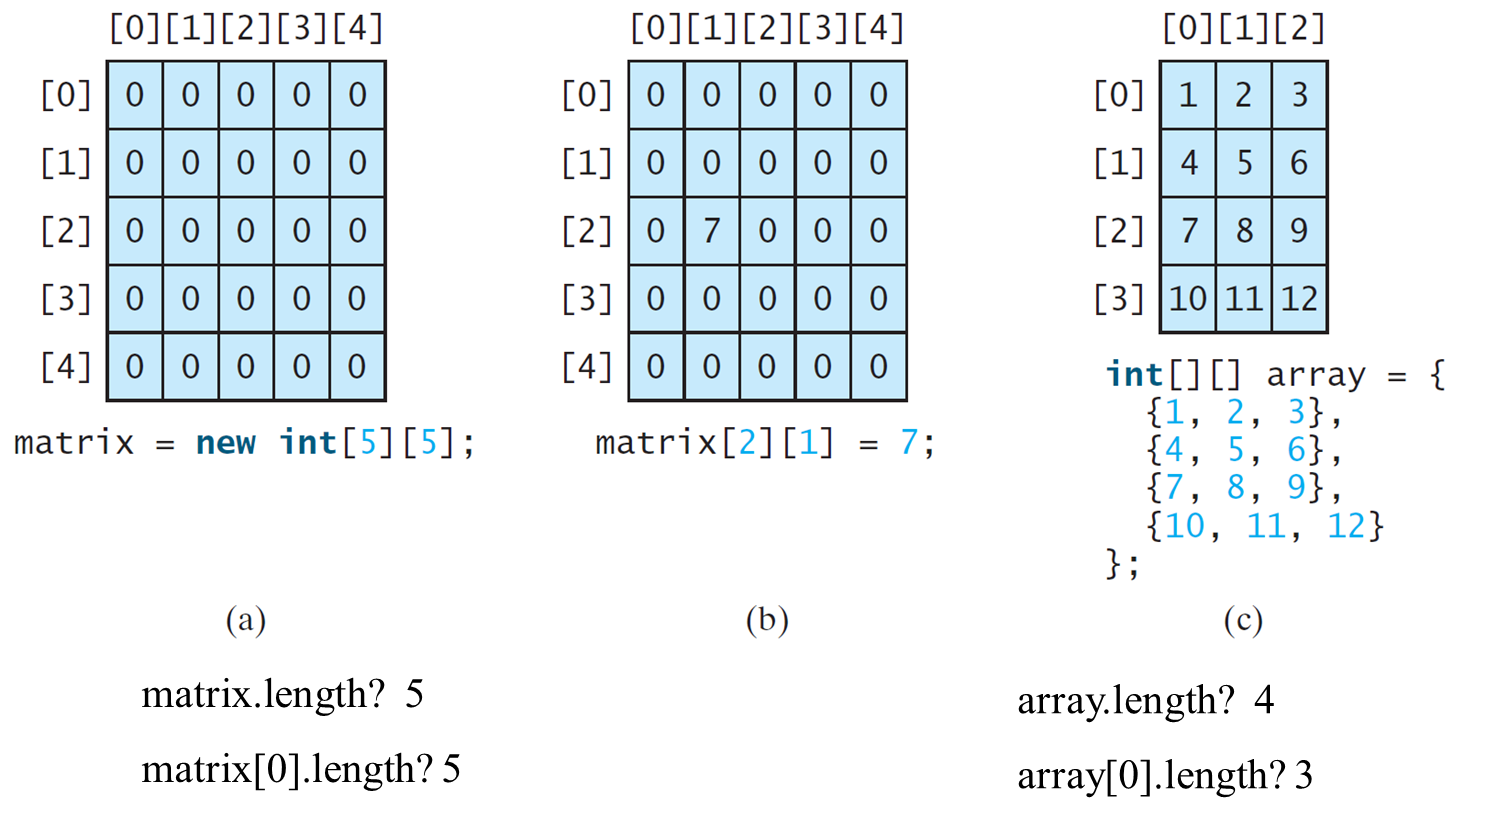 [0][1][2][3][4]
[0] 0 0 0 0 0
[1] 0 0 0 0 0
[2] 0 0 0 0 0
[3] 0 0 0 0 0
[4] 0 0 0 0 0
matrix = new int[5][5];
(a)
matrix.length? 5
matrix[0].length? 5
[0][1][2][3][4]
[0] 0 0 0 0 0
[1] 0 0 0 0 0
[2] 0 7 0 0 0
[3] 0 0 0 0 0
[4] 0 0 0 0 0
matrix[2][1] = 7;
(b)
[0][1][2]
[0] 1 2 3
[1] 4 5 6
[2] 7 8 9
[3] 10 11 12
int[][] array = {
{1, 2, 3},
{4, 5, 6},
{7, 8, 9},
{10, 11, 12}
};
(c)
array.length? 4
array[0].length? 3